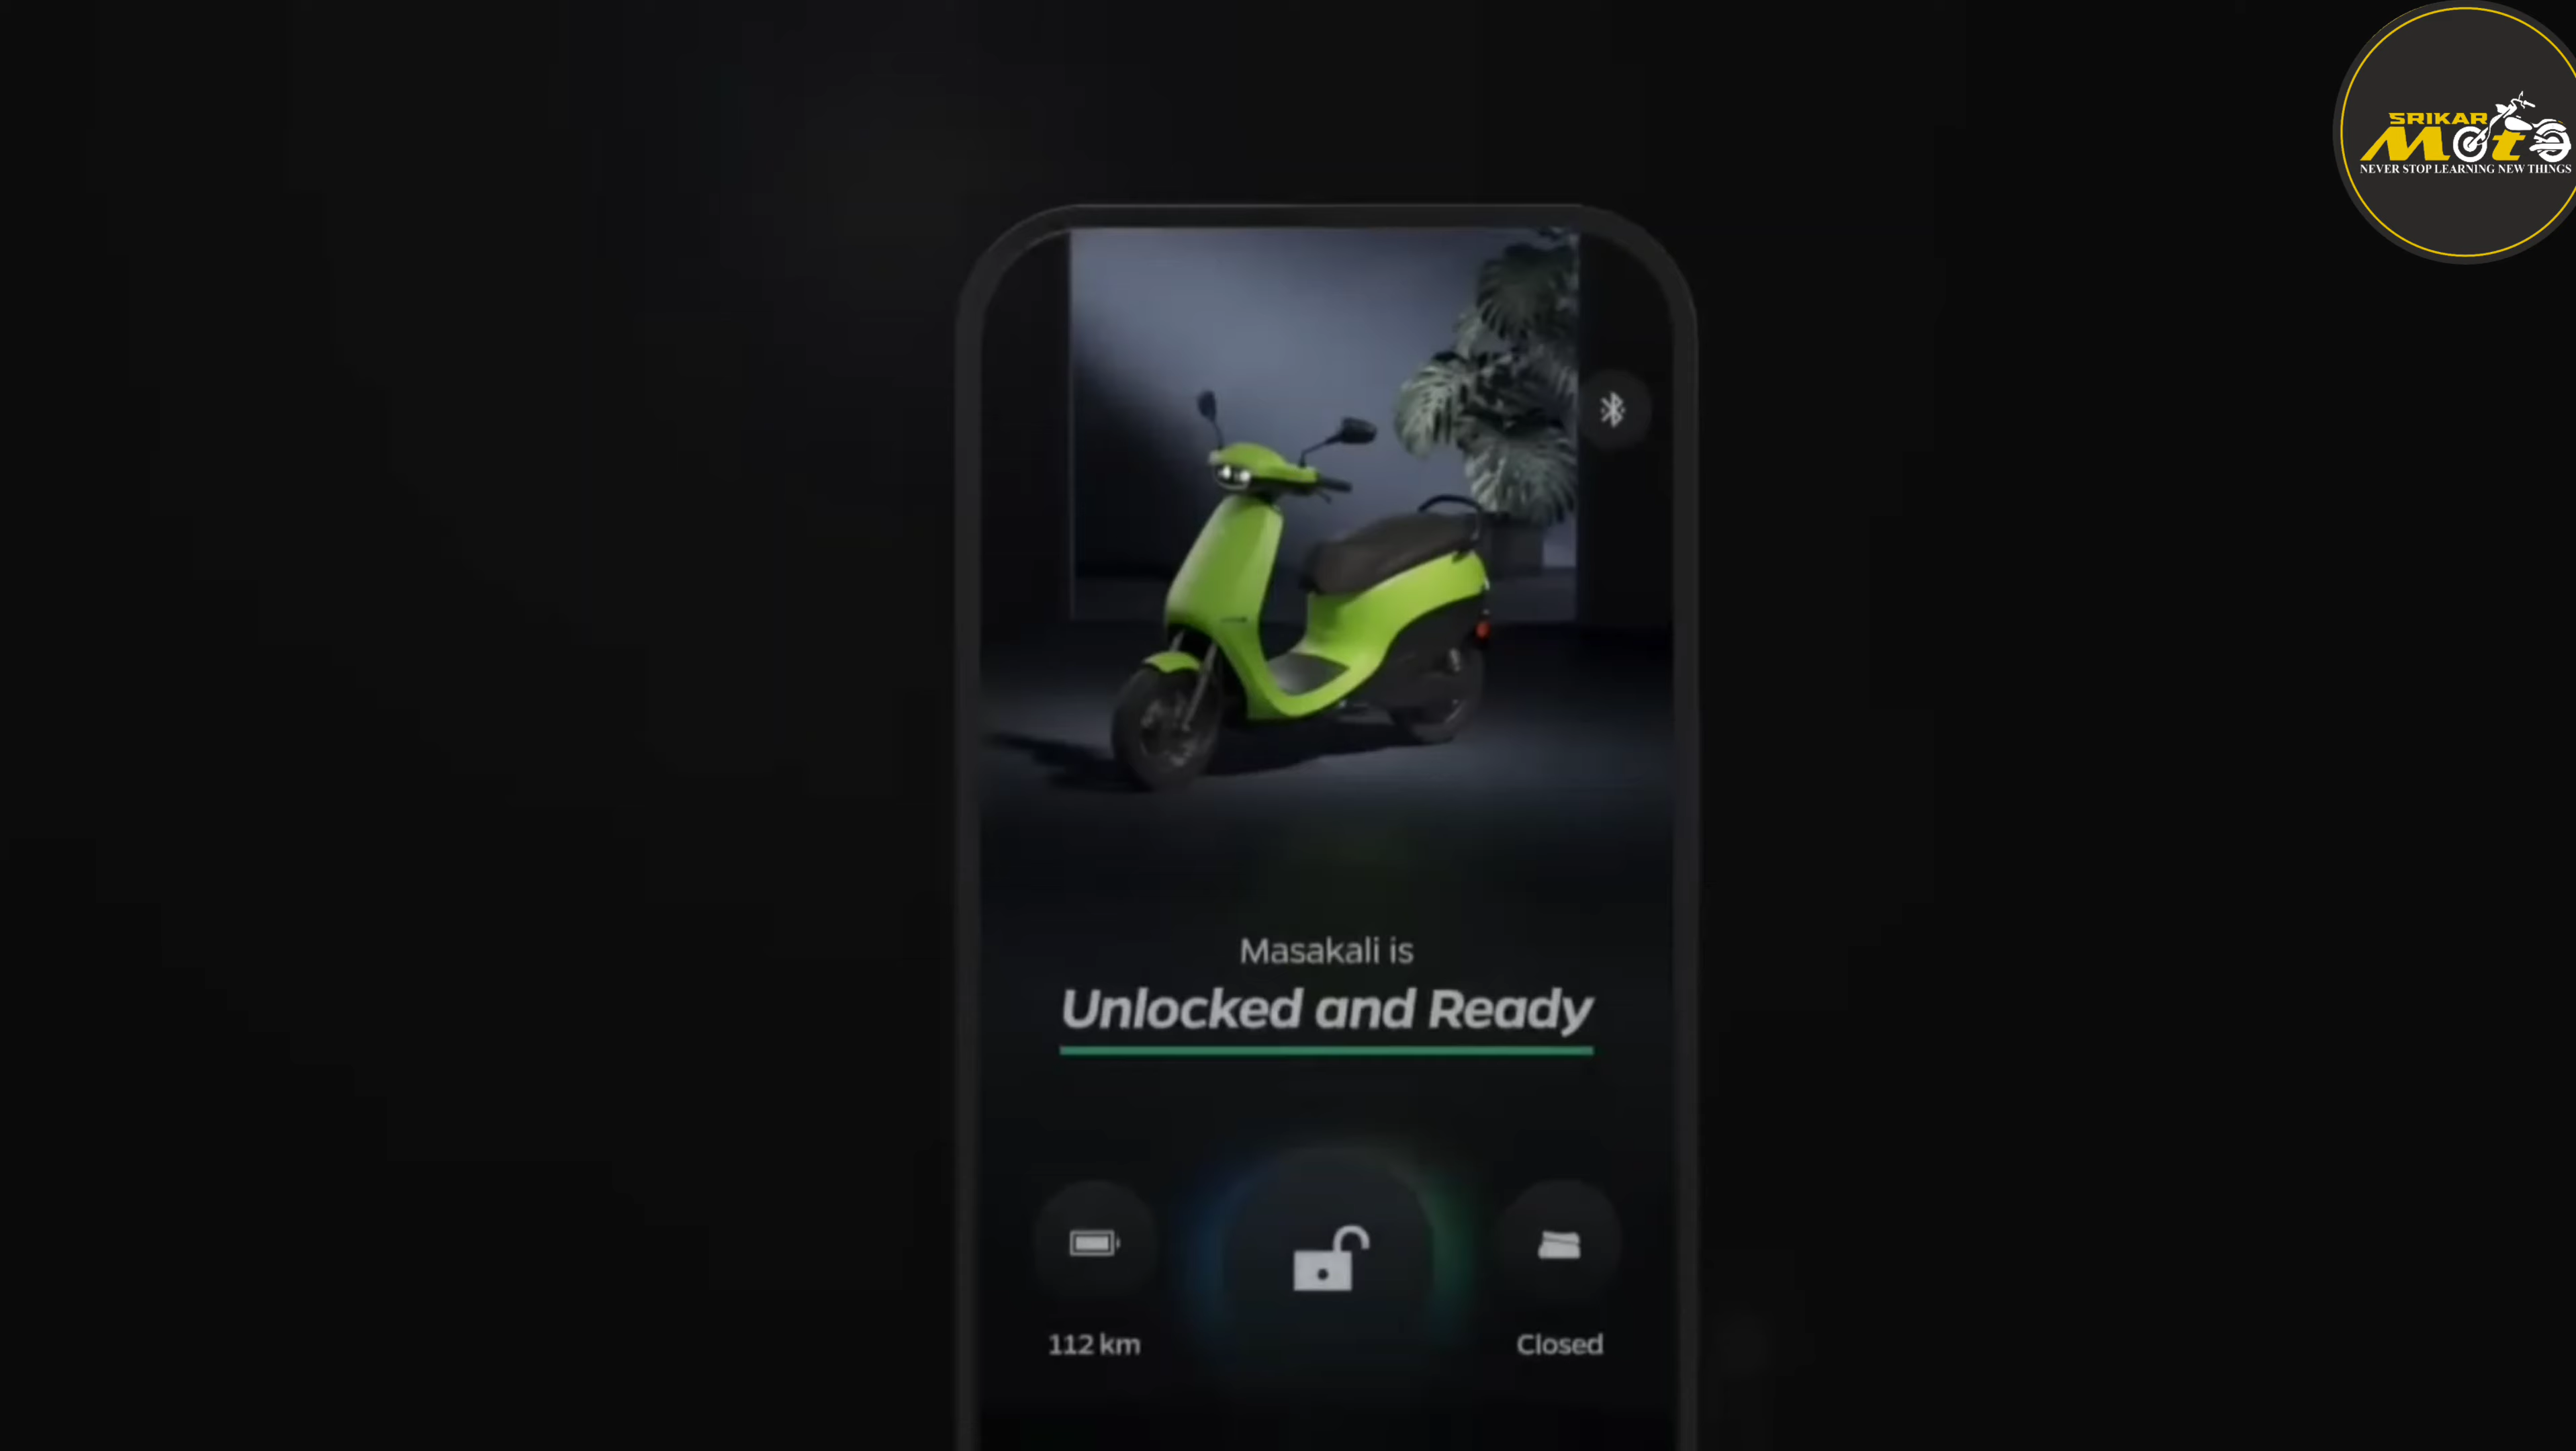 SRIKAR
Moto
NEVER STOP LEARNING NEW THINGS
Masakali is
Unlocked and Ready
112 km
Closed